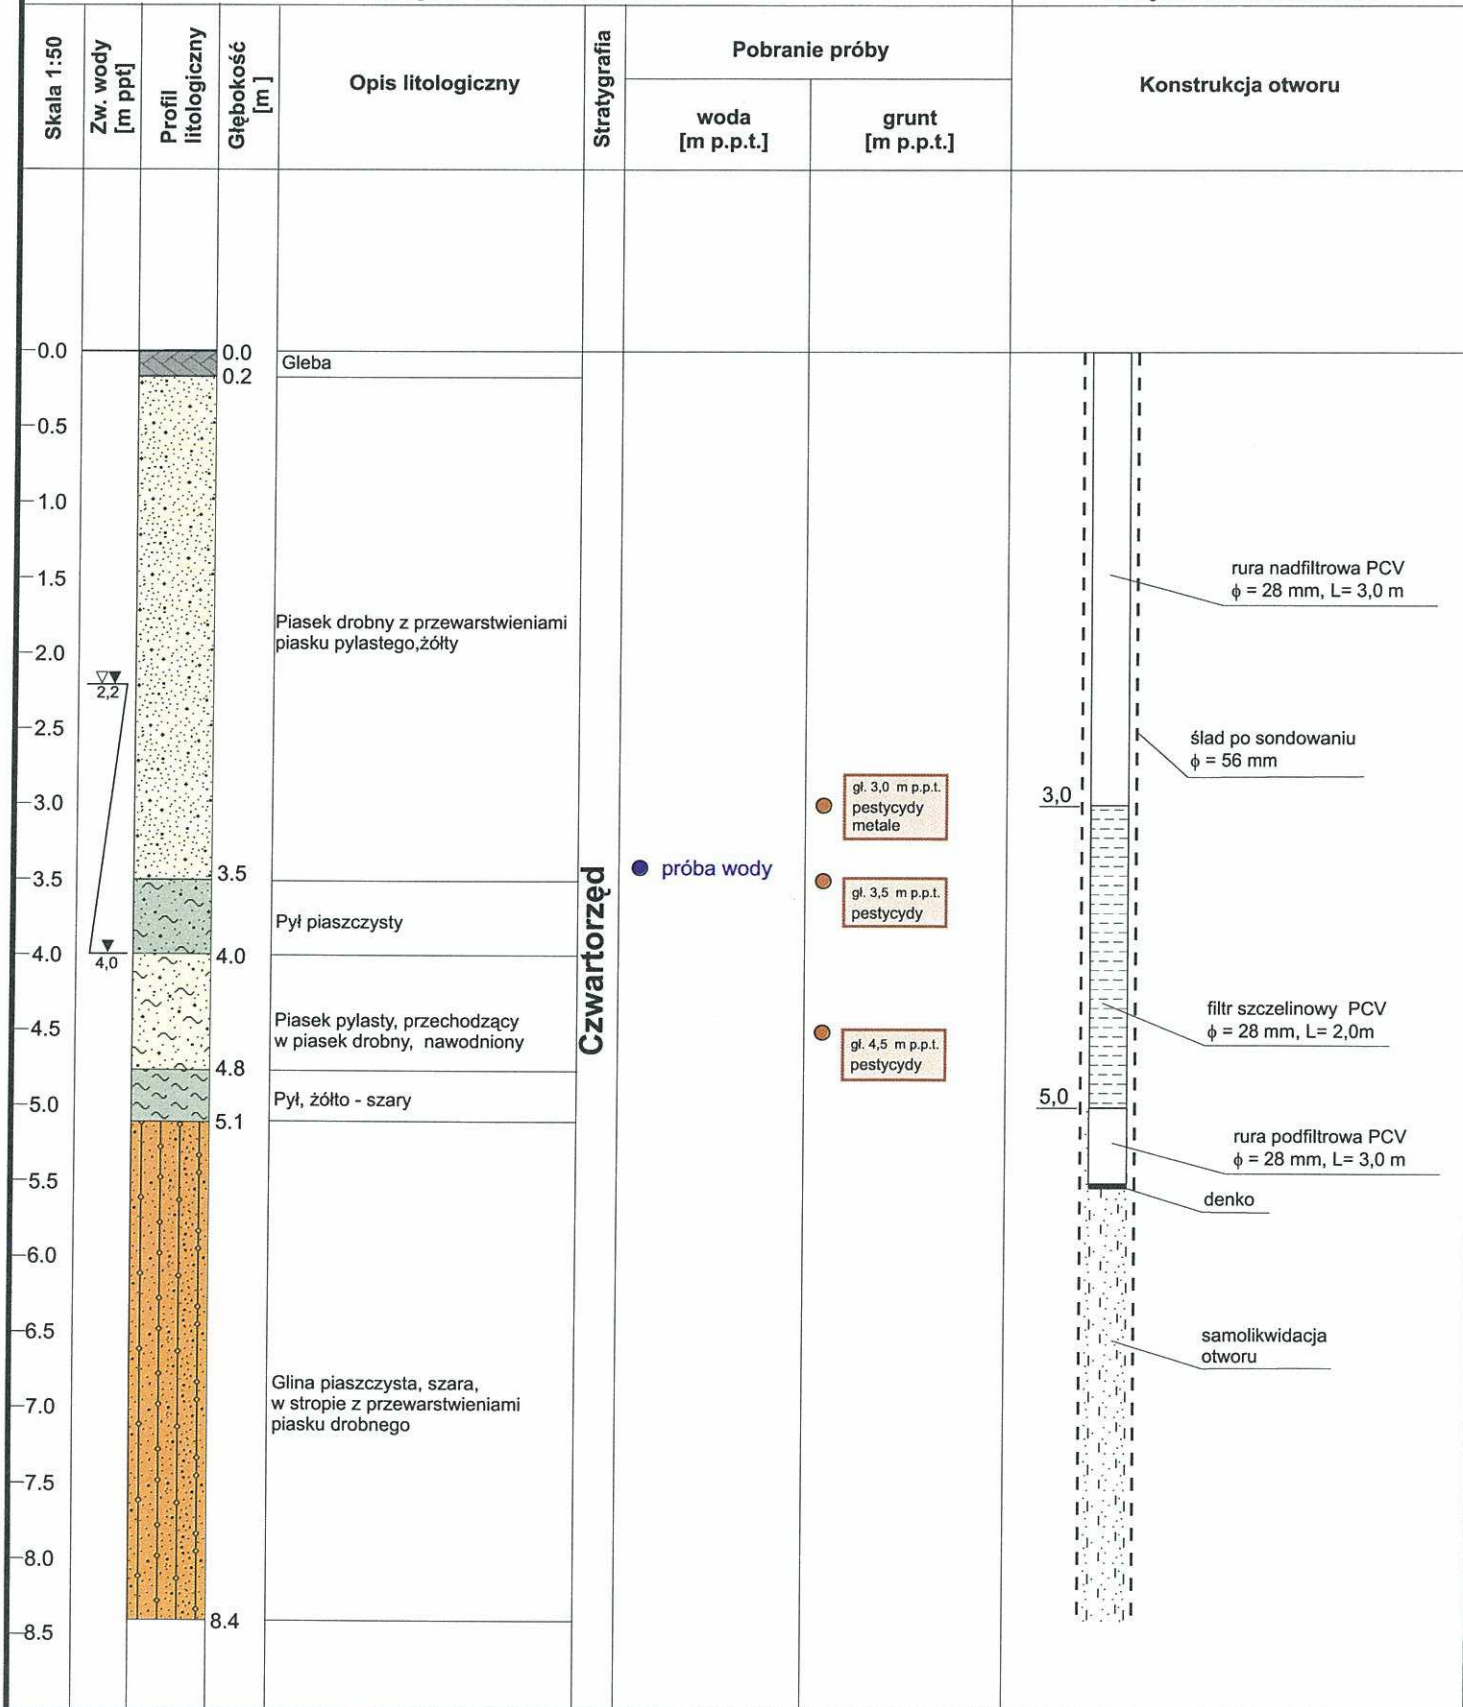 Skala 1:50
Zw. wody
[m ppt]
Profil
litologiczny
Głębokość
[m ]
Opis litologiczny
Stratygrafia
Pobranie próby
woda
[m p.p.t.]
grunt
[m p.p.t.]
Konstrukcja otworu
0.0
0.5
1.0
1.5
2.0
2.5
3.0
3.5
4.0
4.5
5.0
5.5
6.0
6.5
7.0
7.5
8.0
8.5
2,2
4,0
0.0
0.2
3.5
4.0
4.8
5.1
8.4
Gleba
Piasek drobny z przewarstwieniami
piasku pylastego,żółty
Pył piaszczysty
Piasek pylasty, przechodzący
w piasek drobny, nawodniony
Pył, żółto - szary
Glina piaszczysta, szara,
w stropie z przewarstwieniami
piasku drobnego
Czwartorzęd
próba wody
gł. 3,0 m p.p.t.
pestycydy
metale
gł. 3,5 m p.p.t.
pestycydy
gł. 4,5 m p.p.t.
pestycydy
3,0
5,0
rura nadfiltrowa PCV
ϕ = 28 mm, L= 3,0 m
ślad po sondowaniu
ϕ = 56 mm
filtr szczelinowy PCV
ϕ = 28 mm, L= 2,0m
rura podfiltrowa PCV
ϕ = 28 mm, L= 3,0 m
denko
samolikwidacja
otworu